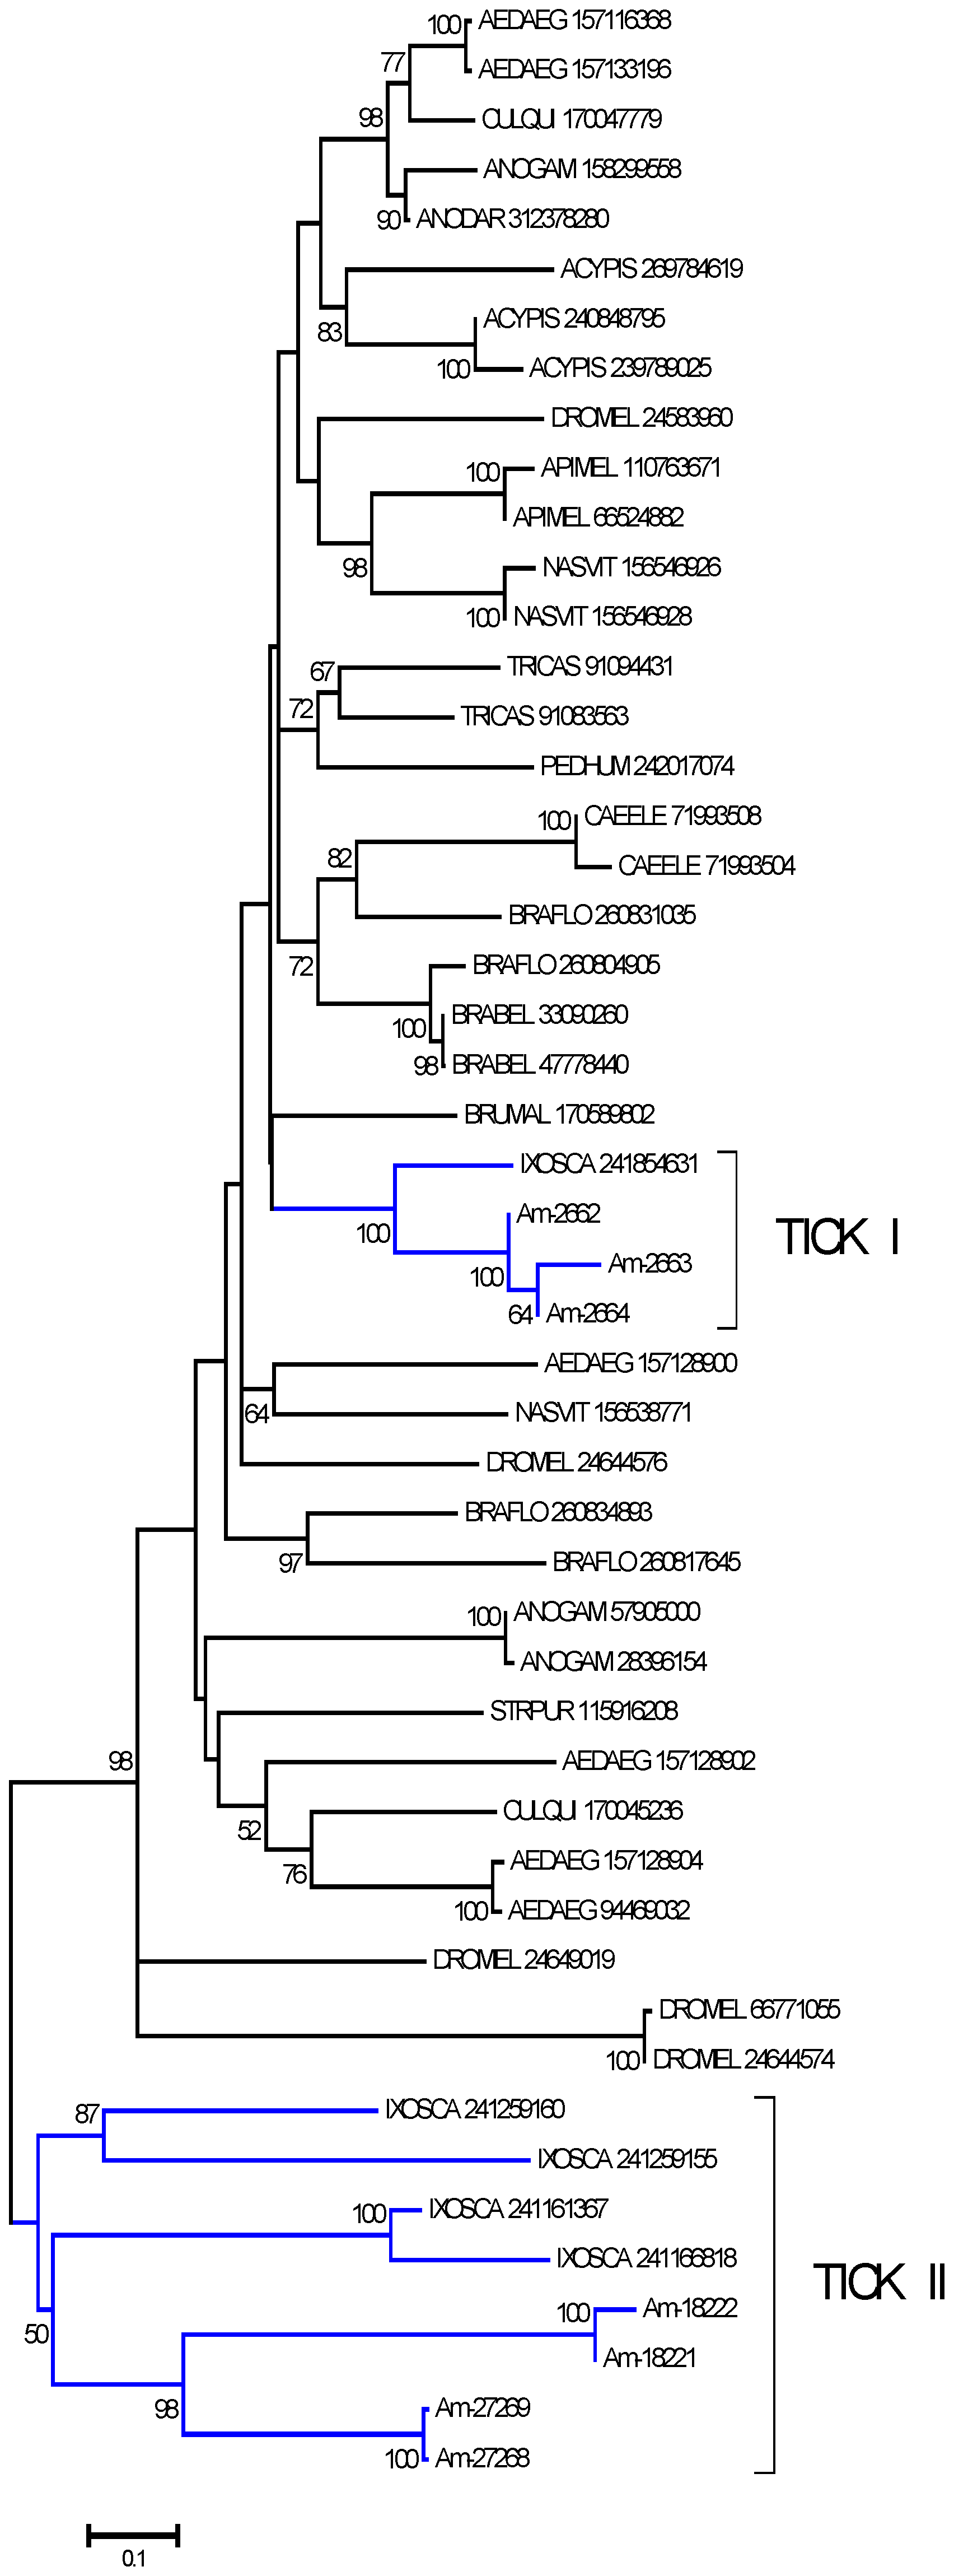 100
AEDAEG 157116368
77
AEDAEG 157133196
98
CULQUI 170047779
ANOGAM 158299558
90
ANODAR 312378280
ACYPIS 269784619
83
ACYPIS 240848795
100
ACYPIS 239789025
DROMEL 24583960
100
APIMEL 110763671
APIMEL 66524882
98
NASVIT 156546926
100
NASVIT 156546928
67
TRICAS 91094431
72
TRICAS 91083563
PEDHUM 242017074
100
CAEELE 71993508
82
CAEELE 71993504
BRAFLO 260831035
72
BRAFLO 260804905
100
BRABEL 33090260
98
BRABEL 47778440
BRUMAL 170589802
IXOSCA 241854631
100
Am-2662
TICK I
100
Am-2663
64
Am-2664
AEDAEG 157128900
64
NASVIT 156538771
DROMEL 24644576
BRAFLO 260834893
97
BRAFLO 260817645
100
ANOGAM 57905000
ANOGAM 28396154
STRPUR 115916208
98
AEDAEG 157128902
52
CULQUI 170045236
76
AEDAEG 157128904
100
AEDAEG 94469032
DROMEL 24649019
DROMEL 66771055
100
DROMEL 24644574
87
IXOSCA 241259160
IXOSCA 241259155
100
IXOSCA 241161367
IXOSCA 241166818
TICK II
50
100
Am-18222
Am-18221
98
Am-27269
100
Am-27268
0.1